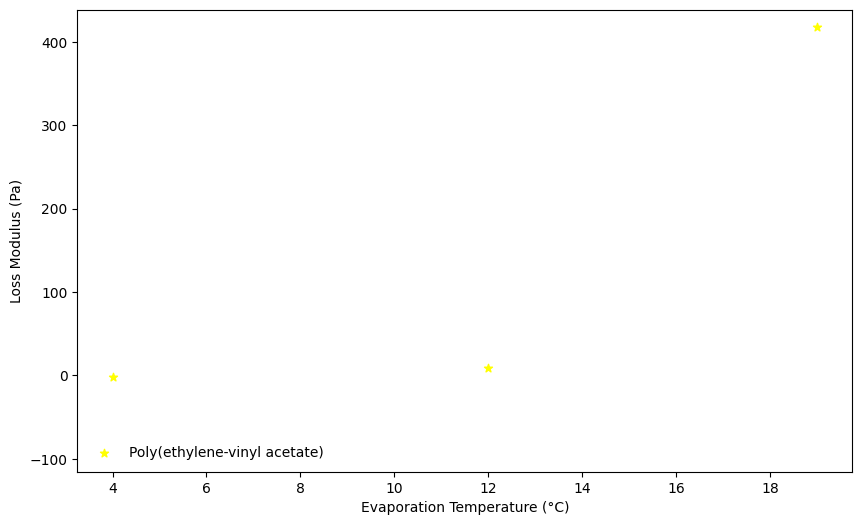 400
300
200
100
0
−100
Loss Modulus (Pa)
Poly(ethylene-vinyl acetate)
4 6 8 10 12 14 16 18
Evaporation Temperature (°C)